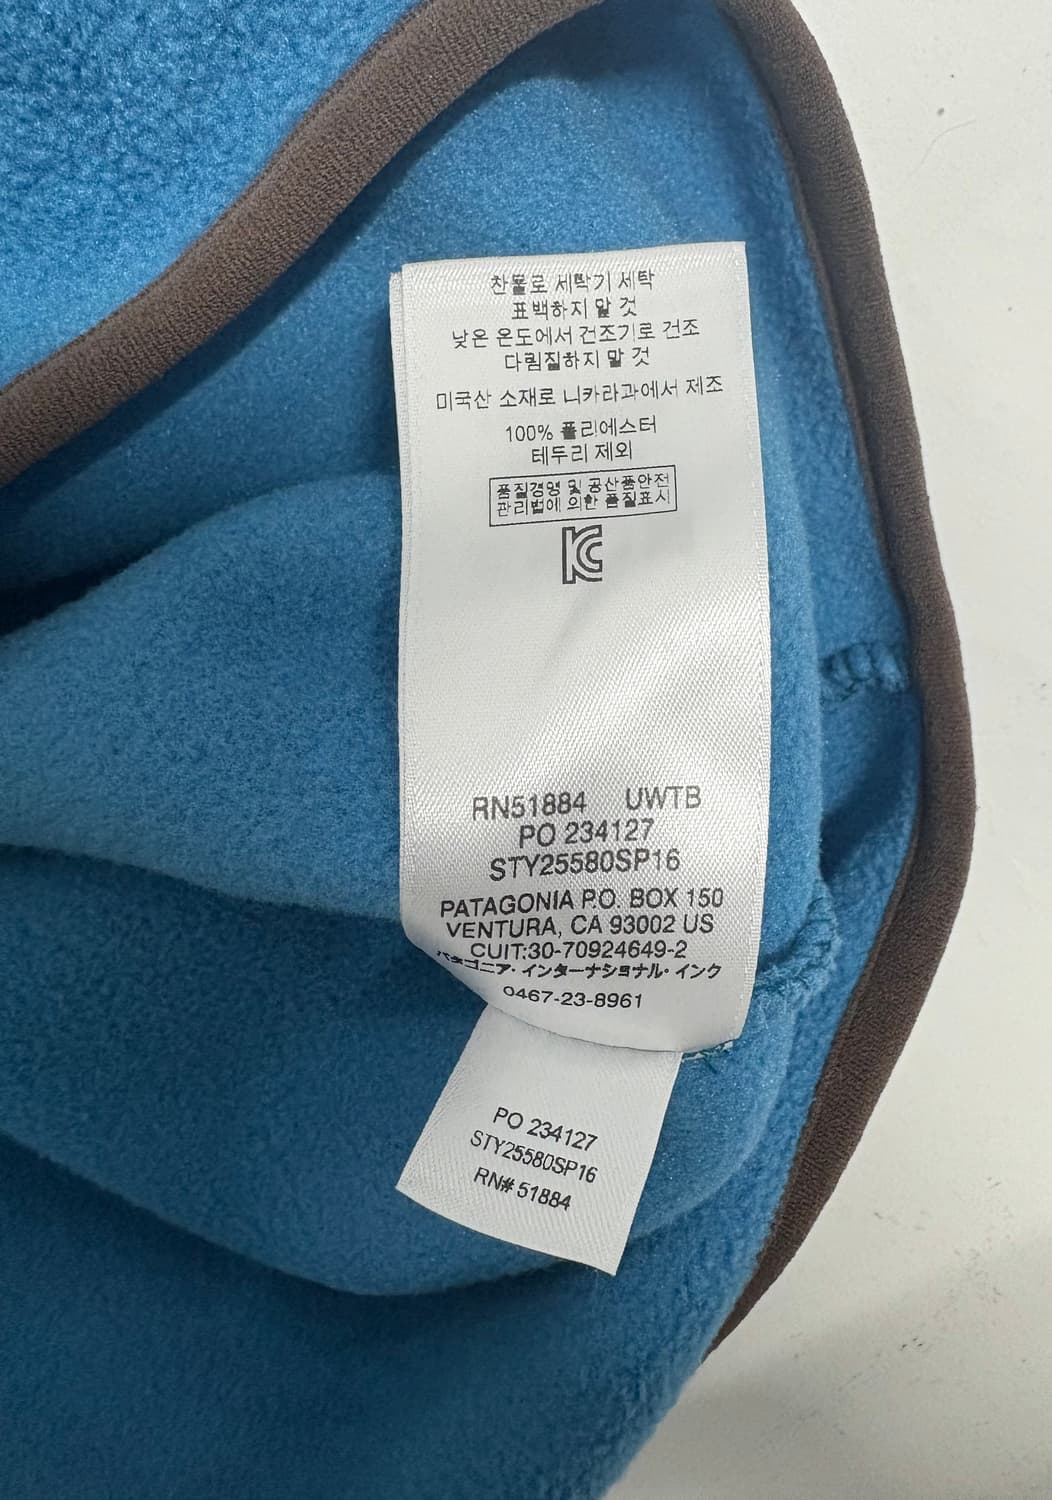 찬물로 세탁기 세탁
표백하지 말 것
낮은 온도에서 건조기로 건조
다림질하지 말 것
미국산 소재로 니카라과에서 제조
100% 폴리에스터
테두리 제외
품질경영 및 공산품안전
관리법에 의한 품질표시
KC
RN51884 UWTB
PO 234127
STY25580SP16
PATAGONIA P.O. BOX 150
VENTURA, CA 93002 US
CUIT:30-70924649-2
パタゴニア・インターナショナル・インク
0467-23-8961
PO 234127
STY25580SP16
RN# 51884